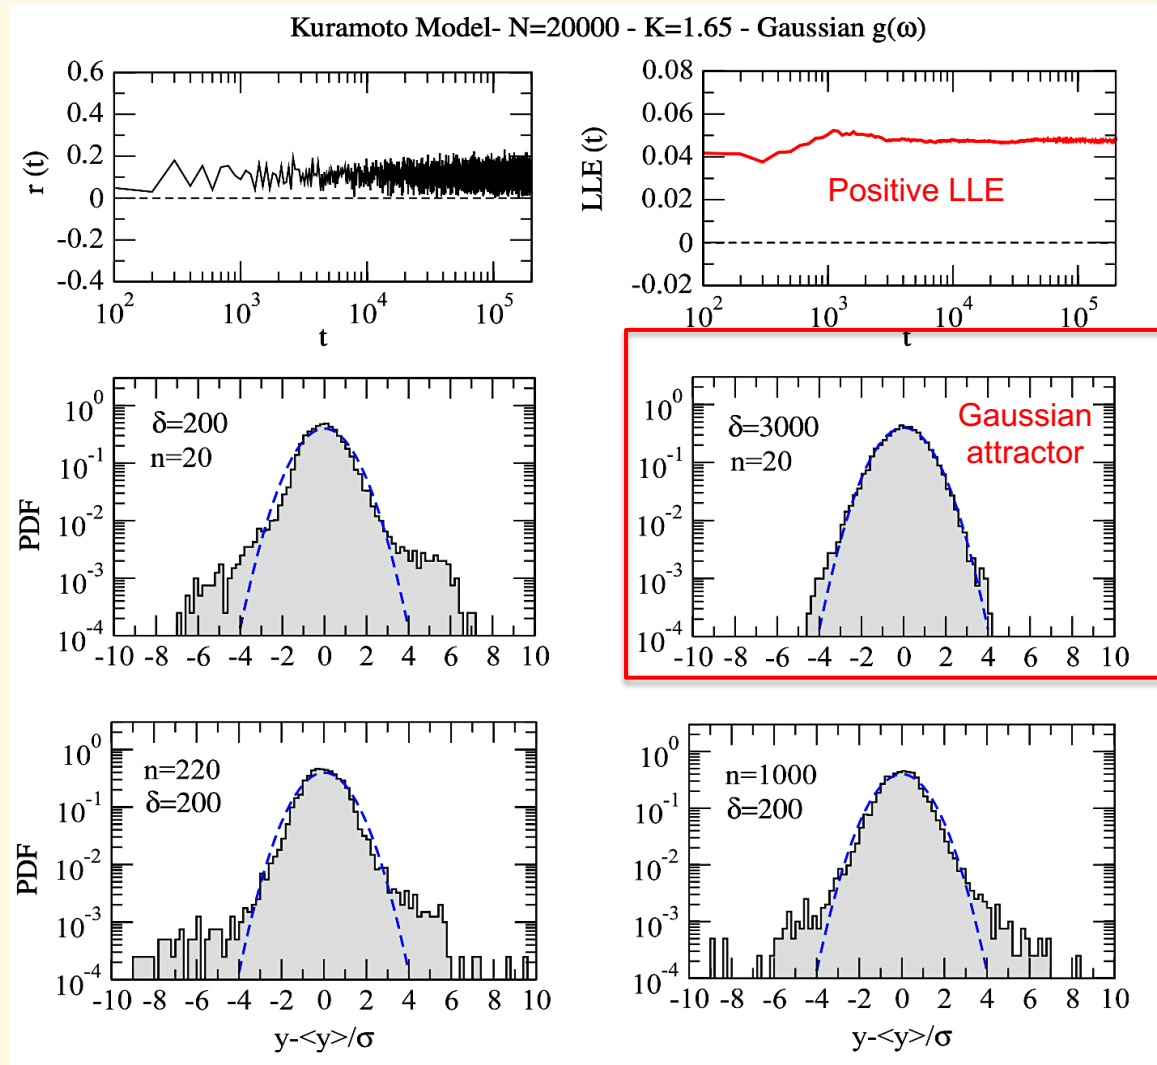 Kuramoto Model- N=20000 - K=1.65 - Gaussian g(ω)
r (t)
0.6
0.4
0.2
0
-0.2
-0.4
10^2 10^3 10^4 10^5
t
LLE (t)
0.08
0.06
0.04
0.02
0
-0.02
Positive LLE
10^2 10^3 10^4 10^5
t
PDF
10^0
10^-1
10^-2
10^-3
10^-4
δ=200
n=20
-10 -8 -6 -4 -2 0 2 4 6 8 10
10^0
10^-1
10^-2
10^-3
10^-4
δ=3000
n=20
Gaussian
attractor
-10 -8 -6 -4 -2 0 2 4 6 8 10
PDF
10^0
10^-1
10^-2
10^-3
10^-4
n=220
δ=200
-10 -8 -6 -4 -2 0 2 4 6 8 10
y-<y>/σ
10^0
10^-1
10^-2
10^-3
10^-4
n=1000
δ=200
-10 -8 -6 -4 -2 0 2 4 6 8 10
y-<y>/σ